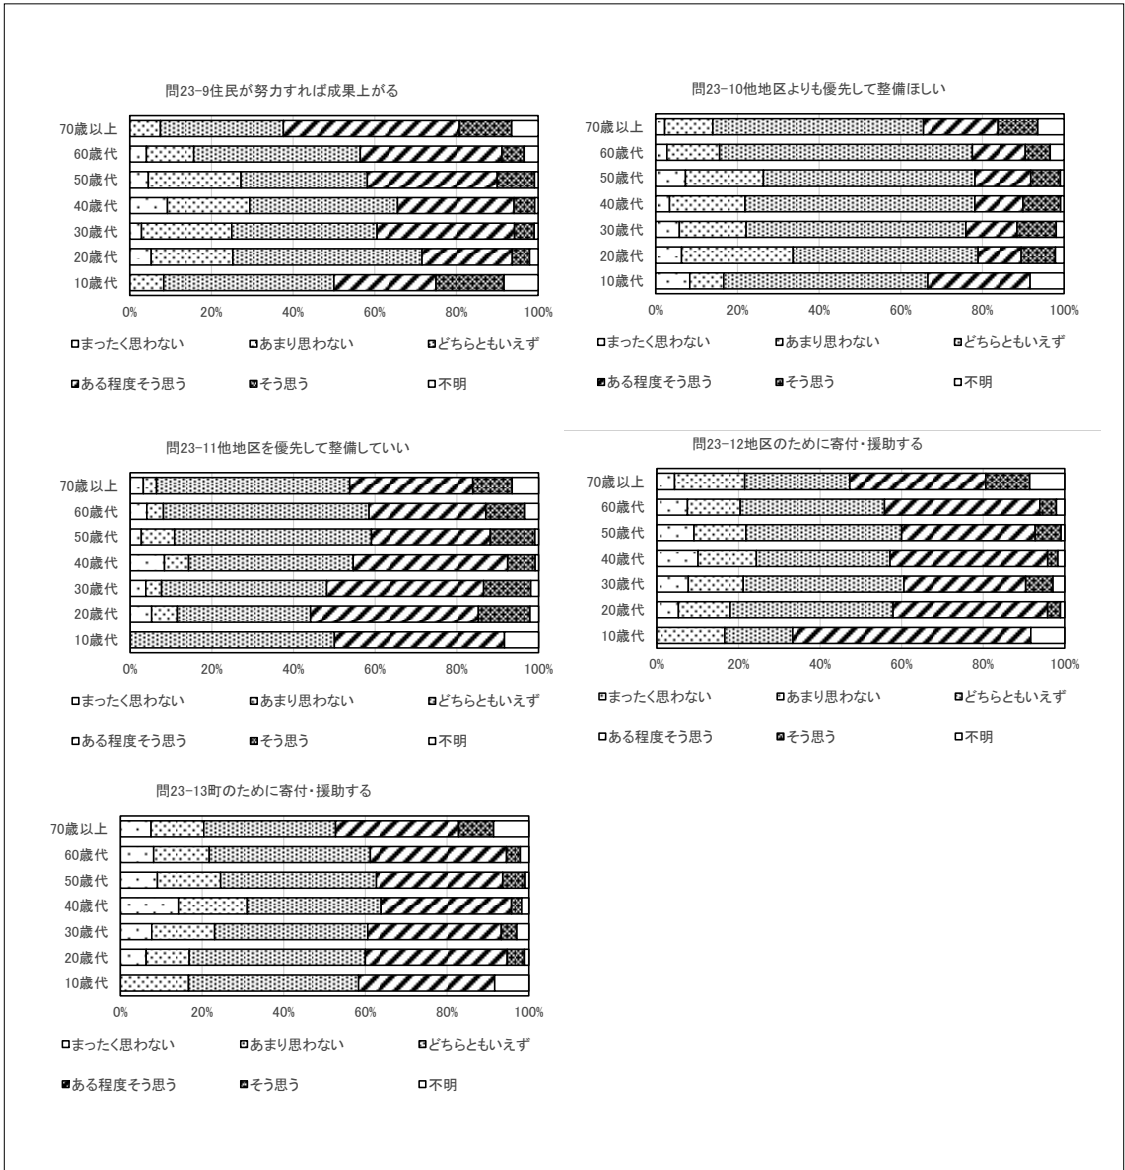 問23-9住民が努力すれば成果上がる
70歳以上
60歳代
50歳代
40歳代
30歳代
20歳代
10歳代
0% 20% 40% 60% 80% 100%
まったく思わない あまり思わない どちらともいえず
ある程度そう思う そう思う 不明
問23-10他地区よりも優先して整備ほしい
70歳以上
60歳代
50歳代
40歳代
30歳代
20歳代
10歳代
0% 20% 40% 60% 80% 100%
まったく思わない あまり思わない どちらともいえず
ある程度そう思う そう思う 不明
問23-11他地区を優先して整備していい
70歳以上
60歳代
50歳代
40歳代
30歳代
20歳代
10歳代
0% 20% 40% 60% 80% 100%
まったく思わない あまり思わない どちらともいえず
ある程度そう思う そう思う 不明
問23-12地区のために寄付・援助する
70歳以上
60歳代
50歳代
40歳代
30歳代
20歳代
10歳代
0% 20% 40% 60% 80% 100%
まったく思わない あまり思わない どちらともいえず
ある程度そう思う そう思う 不明
問23-13町のために寄付・援助する
70歳以上
60歳代
50歳代
40歳代
30歳代
20歳代
10歳代
0% 20% 40% 60% 80% 100%
まったく思わない あまり思わない どちらともいえず
ある程度そう思う そう思う 不明